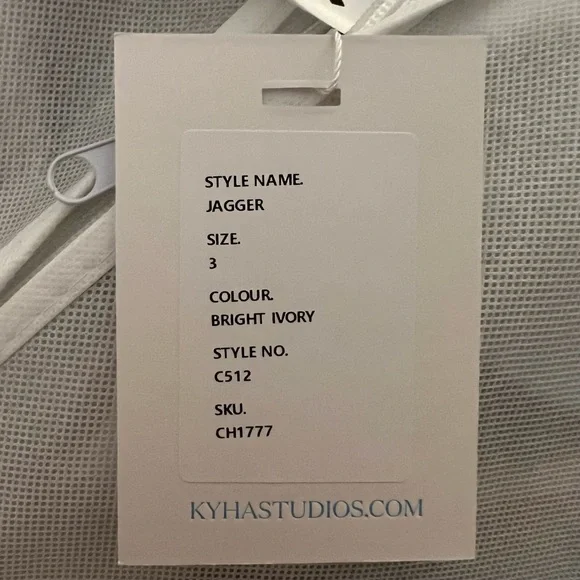 STYLE NAME.
JAGGER
SIZE.
3
COLOUR.
BRIGHT IVORY
STYLE NO.
C512
SKU.
CH1777
KYHASTUDIOS.COM